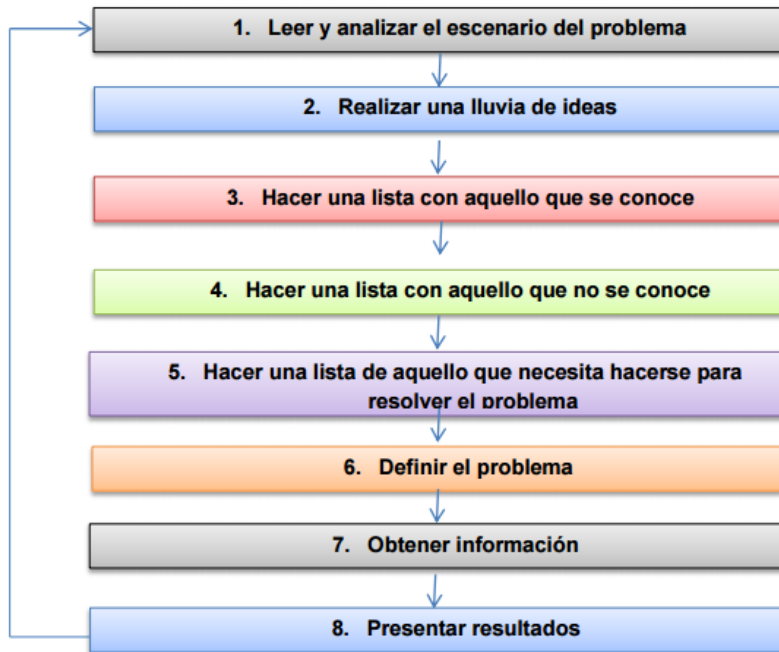 1. Leer y analizar el escenario del problema
2. Realizar una lluvia de ideas
3. Hacer una lista con aquello que se conoce
4. Hacer una lista con aquello que no se conoce
5. Hacer una lista de aquello que necesita hacerse para
resolver el problema
6. Definir el problema
7. Obtener información
8. Presentar resultados